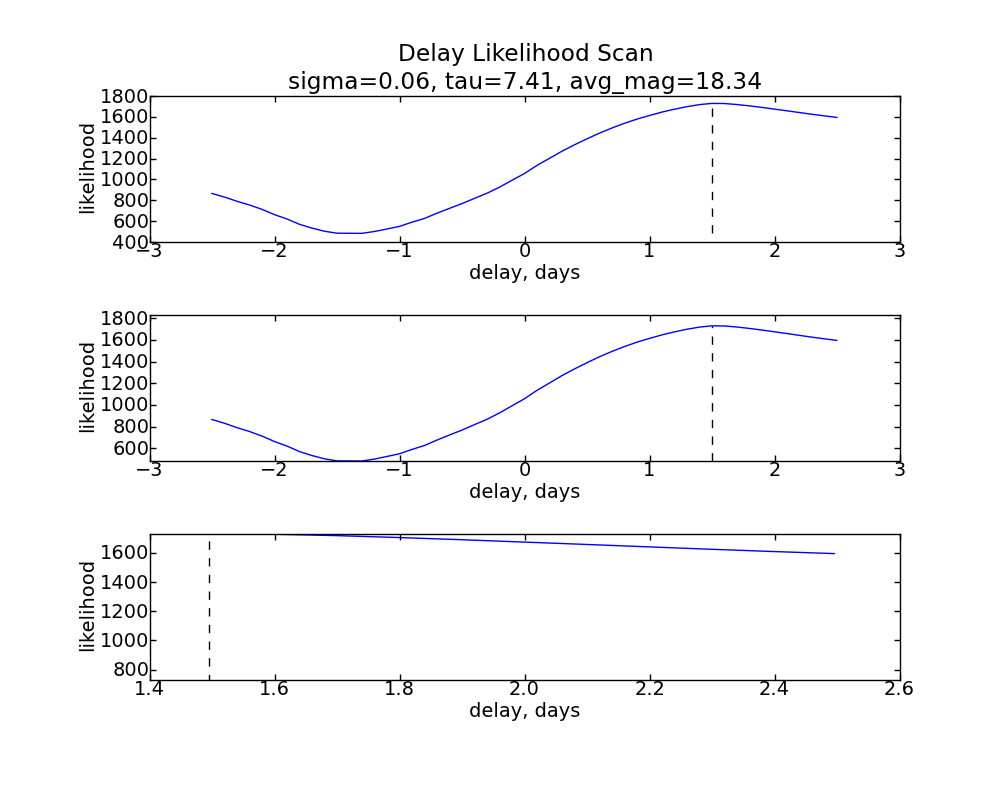 Delay Likelihood Scan
sigma=0.06, tau=7.41, avg_mag=18.34
1800
1600
1400
1200
1000
800
600
400
likelihood
−3 −2 −1 0 1 2 3
delay, days
1800
1600
1400
1200
1000
800
600
likelihood
−3 −2 −1 0 1 2 3
delay, days
1600
1400
1200
1000
800
likelihood
1.4 1.6 1.8 2.0 2.2 2.4 2.6
delay, days